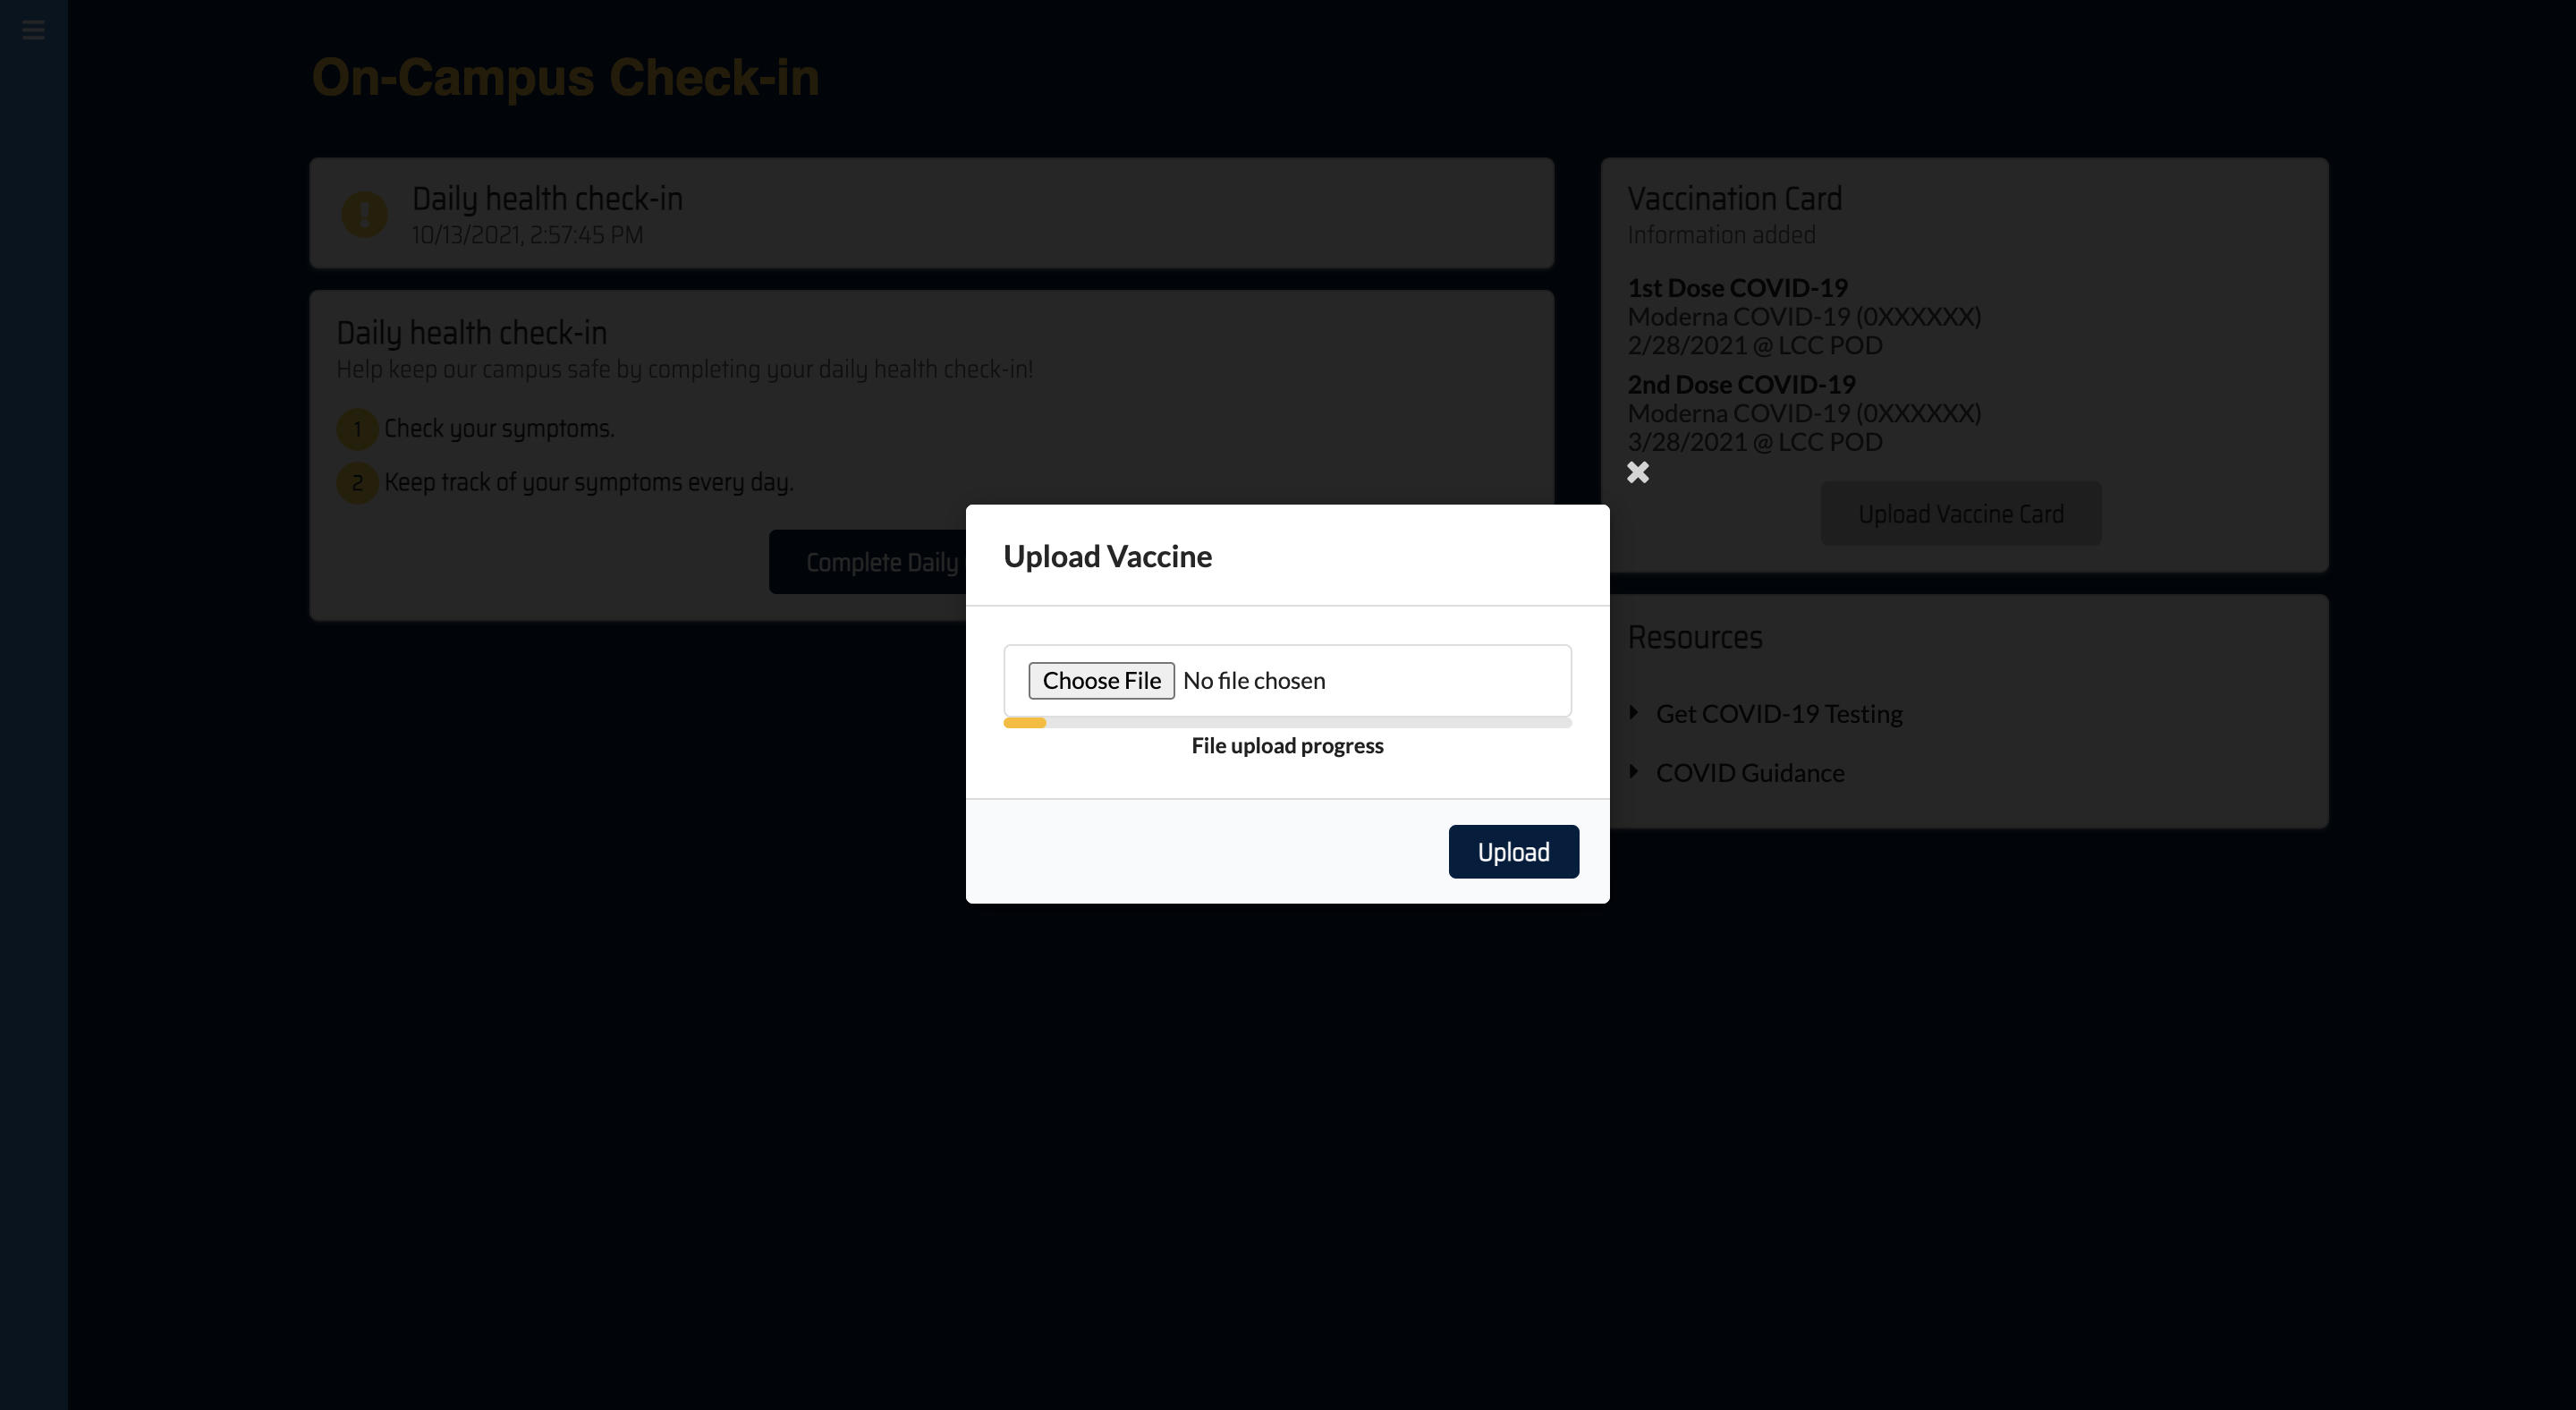 On-Campus Check-in
Daily health check-in
10/13/2021, 2:57:45 PM
Daily health check-in
Help keep our campus safe by completing your daily health check-in!
1 Check your symptoms.
2 Keep track of your symptoms every day.
Complete Daily
Vaccination Card
Information added
1st Dose COVID-19
Moderna COVID-19 (0XXXXXX)
2/28/2021 @ LCC POD
2nd Dose COVID-19
Moderna COVID-19 (0XXXXXX)
3/28/2021 @ LCC POD
Upload Vaccine Card
Resources
Get COVID-19 Testing
COVID Guidance
Upload Vaccine
Choose File No file chosen
File upload progress
Upload